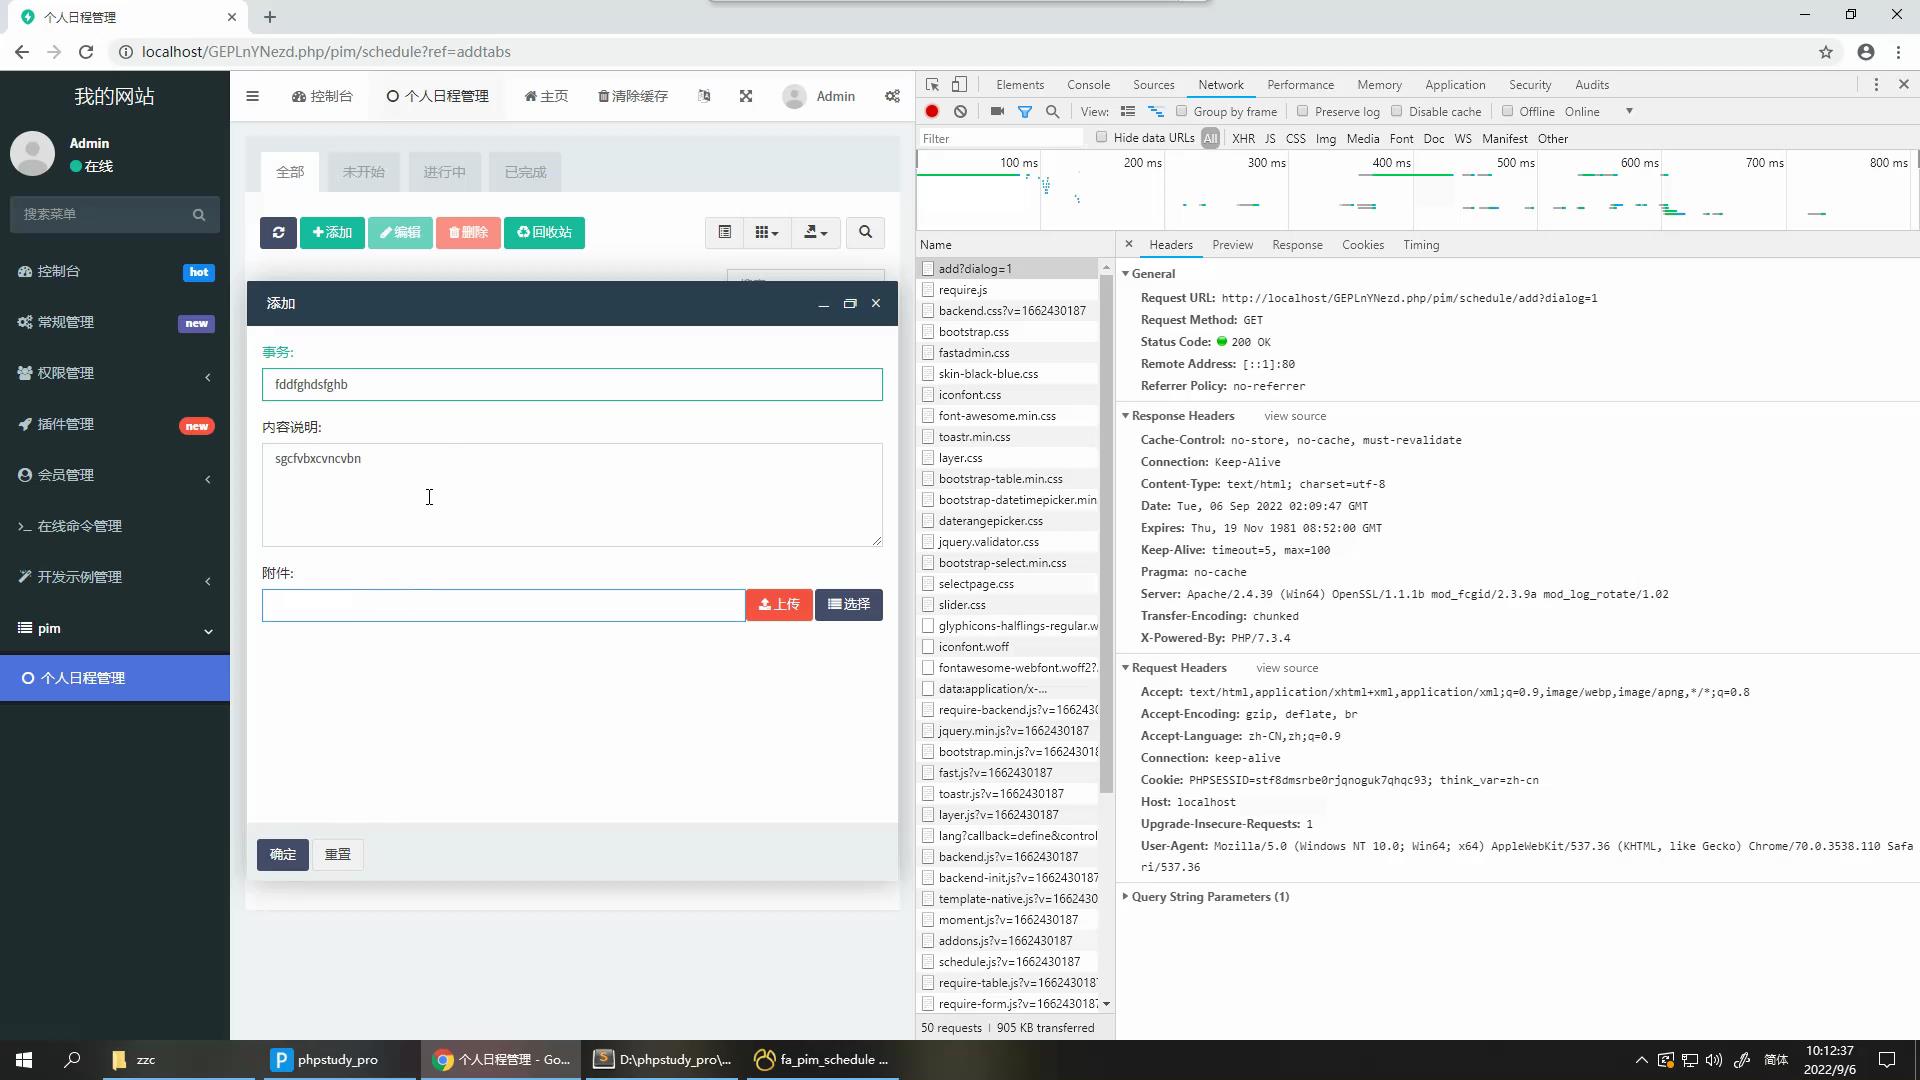 个人日程管理
localhost/GEPLnYNezd.php/pim/schedule?ref=addtabs
我的网站
Admin
在线
搜索菜单
控制台
hot
常规管理
new
权限管理
插件管理
new
会员管理
在线命令管理
开发示例管理
pim
个人日程管理
控制台
个人日程管理
主页
清除缓存
Admin
全部
未开始
进行中
已完成
添加
编辑
删除
回收站
添加
事务:
fddfghdsfghb
内容说明:
sgcfvbxcvncvbn
附件:
上传
选择
确定
重置
Elements
Console
Sources
Network
Performance
Memory
Application
Security
Audits
View:
Group by frame
Preserve log
Disable cache
Offline
Online
Filter
Hide data URLs
All
XHR
JS
CSS
Img
Media
Font
Doc
WS
Manifest
Other
100 ms
200 ms
300 ms
400 ms
500 ms
600 ms
700 ms
800 ms
Name
add?dialog=1
require.js
backend.css?v=1662430187
bootstrap.css
fastadmin.css
skin-black-blue.css
iconfont.css
font-awesome.min.css
toastr.min.css
layer.css
bootstrap-table.min.css
bootstrap-datetimepicker.min
daterangepicker.css
jquery.validator.css
bootstrap-select.min.css
selectpage.css
slider.css
glyphicons-halflings-regular.w
iconfont.woff
fontawesome-webfont.woff2?.
data:application/x-...
require-backend.js?v=1662430
jquery.min.js?v=1662430187
bootstrap.min.js?v=166243018
fast.js?v=1662430187
toastr.js?v=1662430187
layer.js?v=1662430187
lang?callback=define&control
backend.js?v=1662430187
backend-init.js?v=1662430187
template-native.js?v=1662430
moment.js?v=1662430187
addons.js?v=1662430187
schedule.js?v=1662430187
require-table.js?v=166243018
require-form.js?v=1662430187
50 requests | 905 KB transferred
Headers
Preview
Response
Cookies
Timing
General
Request URL: http://localhost/GEPLnYNezd.php/pim/schedule/add?dialog=1
Request Method: GET
Status Code: 200 OK
Remote Address: [::1]:80
Referrer Policy: no-referrer
Response Headers view source
Cache-Control: no-store, no-cache, must-revalidate
Connection: Keep-Alive
Content-Type: text/html; charset=utf-8
Date: Tue, 06 Sep 2022 02:09:47 GMT
Expires: Thu, 19 Nov 1981 08:52:00 GMT
Keep-Alive: timeout=5, max=100
Pragma: no-cache
Server: Apache/2.4.39 (Win64) OpenSSL/1.1.1b mod_fcgid/2.3.9a mod_log_rotate/1.02
Transfer-Encoding: chunked
X-Powered-By: PHP/7.3.4
Request Headers view source
Accept: text/html,application/xhtml+xml,application/xml;q=0.9,image/webp,image/apng,*/*;q=0.8
Accept-Encoding: gzip, deflate, br
Accept-Language: zh-CN,zh;q=0.9
Connection: keep-alive
Cookie: PHPSESSID=stf8dmsrbe0rjqnoguk7qhqc93; think_var=zh-cn
Host: localhost
Upgrade-Insecure-Requests: 1
User-Agent: Mozilla/5.0 (Windows NT 10.0; Win64; x64) AppleWebKit/537.36 (KHTML, like Gecko) Chrome/70.0.3538.110 Safa
ri/537.36
Query String Parameters (1)
zzc
phpstudy_pro
个人日程管理 - Go...
D:\phpstudy_pro\...
fa_pim_schedule ...
简体
10:12:37
2022/9/6